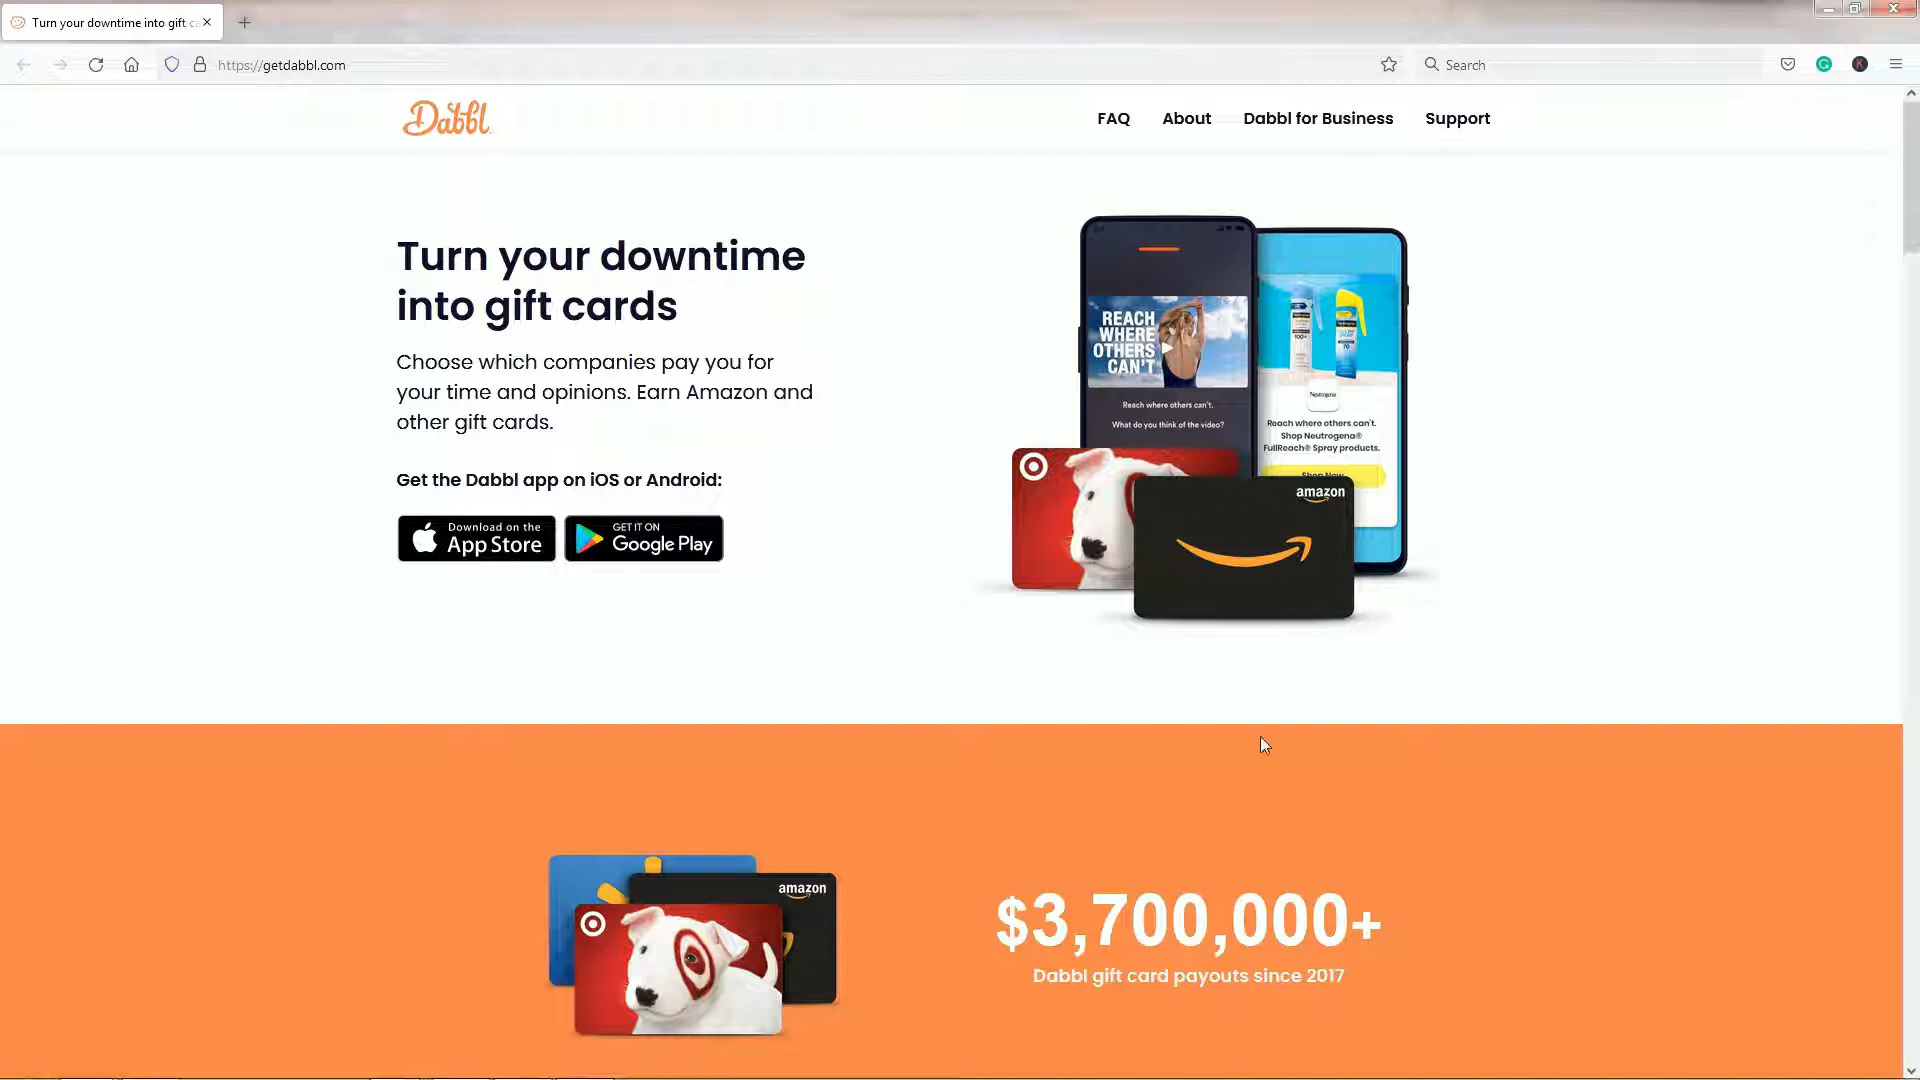 Turn your downtime into gift c
https://getdabbl.com
Search
Dabbl
FAQ
About
Dabbl for Business
Support
Turn your downtime
into gift cards
Choose which companies pay you for
your time and opinions. Earn Amazon and
other gift cards.
Get the Dabbl app on iOS or Android:
Download on the
App Store
GET IT ON
Google Play
REACH
WHERE
OTHERS
CAN'T
Reach where others can't.
What do you think of the video?
Neutrogena
Reach where others can't.
Shop Neutrogena®
FullReach® Spray products.
Shop Now
amazon
amazon
$3,700,000+
Dabbl gift card payouts since 2017